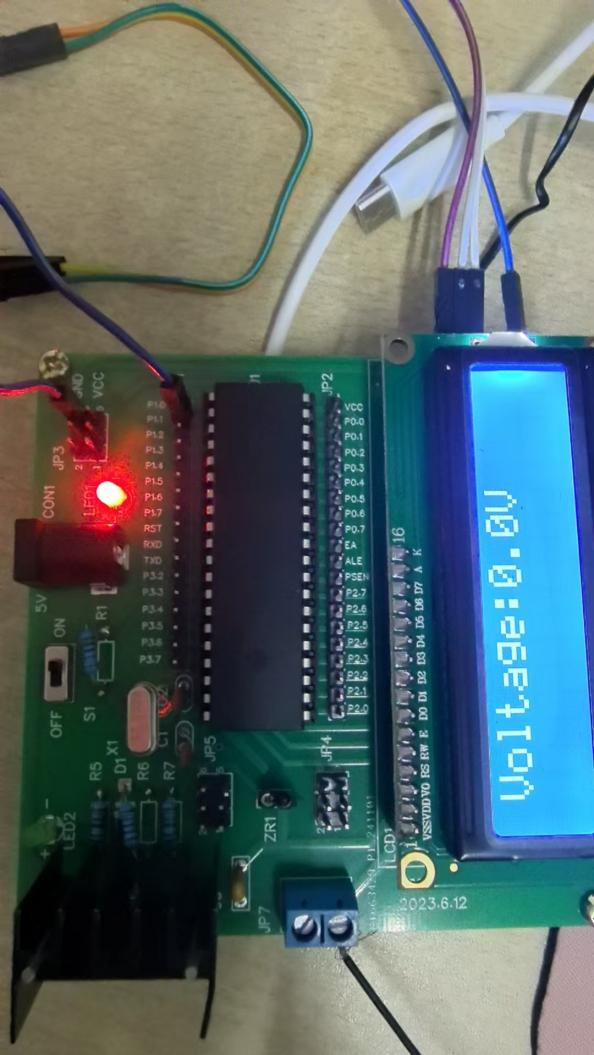 GND
VCC
JP3
2
1
LED1
CON1
5V
ON
OFF
S1
R1
X1
C1
P1.0
P1.1
P1.2
P1.3
P1.4
P1.5
P1.6
P1.7
RST
RXD
TXD
P3.2
P3.3
P3.4
P3.5
P3.6
P3.7
JP2
VCC
P0.0
P0.1
P0.2
P0.3
P0.4
P0.5
P0.6
P0.7
EA
ALE
PSEN
P2.7
P2.6
P2.5
P2.4
P2.3
P2.2
P2.1
P2.0
16
K
A
D7
D6
D5
D4
D3
D2
D1
D0
E
RW
RS
VO
VDD
VSS
1
LCD1
Voltage:0.0V
R5
D1
R6
R7
JP5
JP4
ZR1
LED2
+
-
JP7
2023.6.12